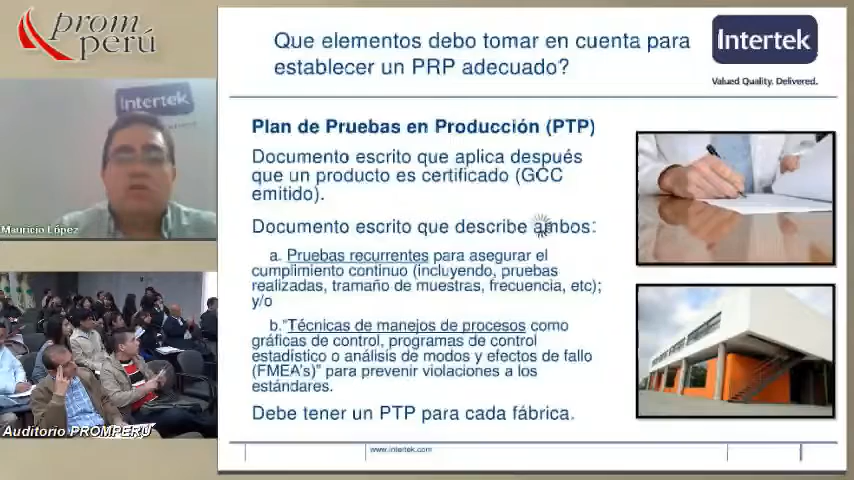 prom
perú
Intertek
Mauricio López
Auditorio PROMPERU
Que elementos debo tomar en cuenta para
establecer un PRP adecuado?
Intertek
Valued Quality. Delivered.
Plan de Pruebas en Producción (PTP)
Documento escrito que aplica después
que un producto es certificado (GCC
emitido).
Documento escrito que describe ambos:
a. Pruebas recurrentes para asegurar el
cumplimiento continuo (incluyendo, pruebas
realizadas, tramaño de muestras, frecuencia, etc);
y/o
b."Técnicas de manejos de procesos como
gráficas de control, programas de control
estadístico o análisis de modos y efectos de fallo
(FMEA's)" para prevenir violaciones a los
estándares.
Debe tener un PTP para cada fábrica.
www.intertek.com